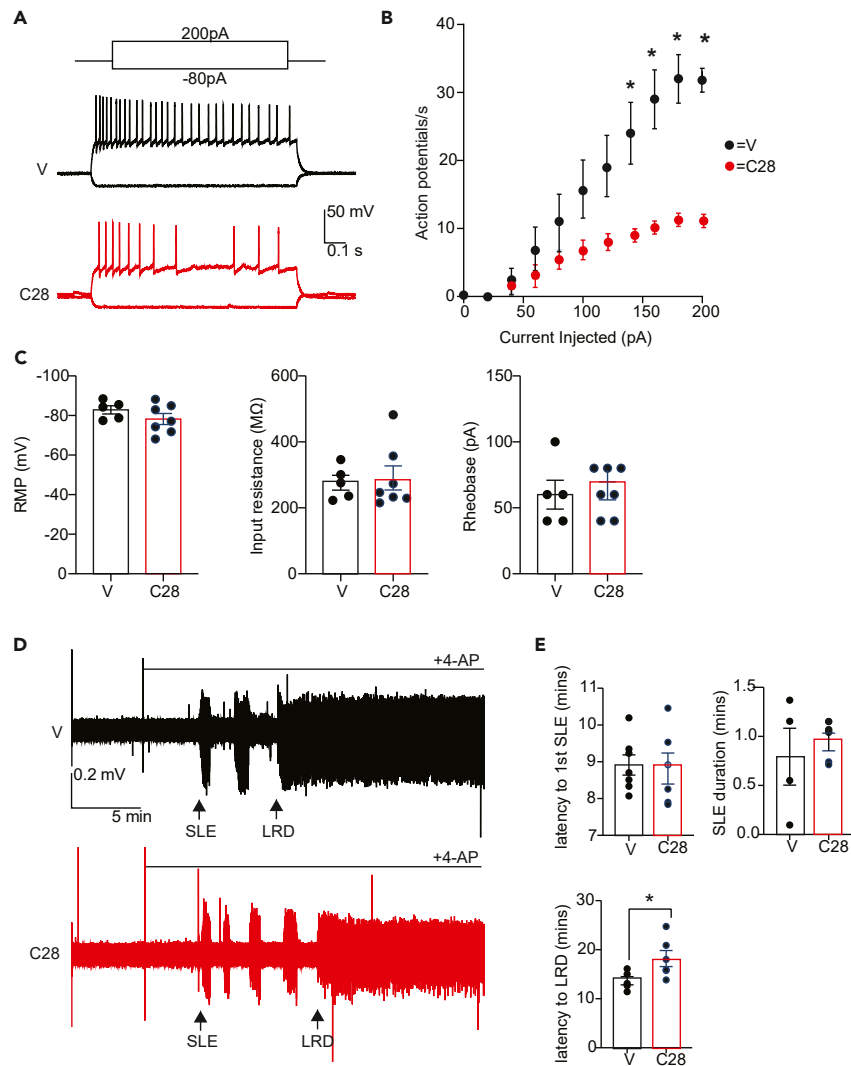 A
200pA
-80pA
V
C28
50 mV
0.1 s
B
Action potentials/s
40
30
20
10
0
0
50
100
150
200
Current Injected (pA)
*
*
*
*
=V
=C28
C
RMP (mV)
-100
-80
-60
-40
-20
0
V
C28
Input resistance (MΩ)
600
400
200
0
V
C28
Rheobase (pA)
150
100
50
0
V
C28
D
+4-AP
V
0.2 mV
5 min
SLE
LRD
+4-AP
C28
SLE
LRD
E
latency to 1st SLE (mins)
11
10
9
8
7
V
C28
SLE duration (mins)
1.5
1.0
0.5
0.0
V
C28
latency to LRD (mins)
30
20
10
0
*
V
C28